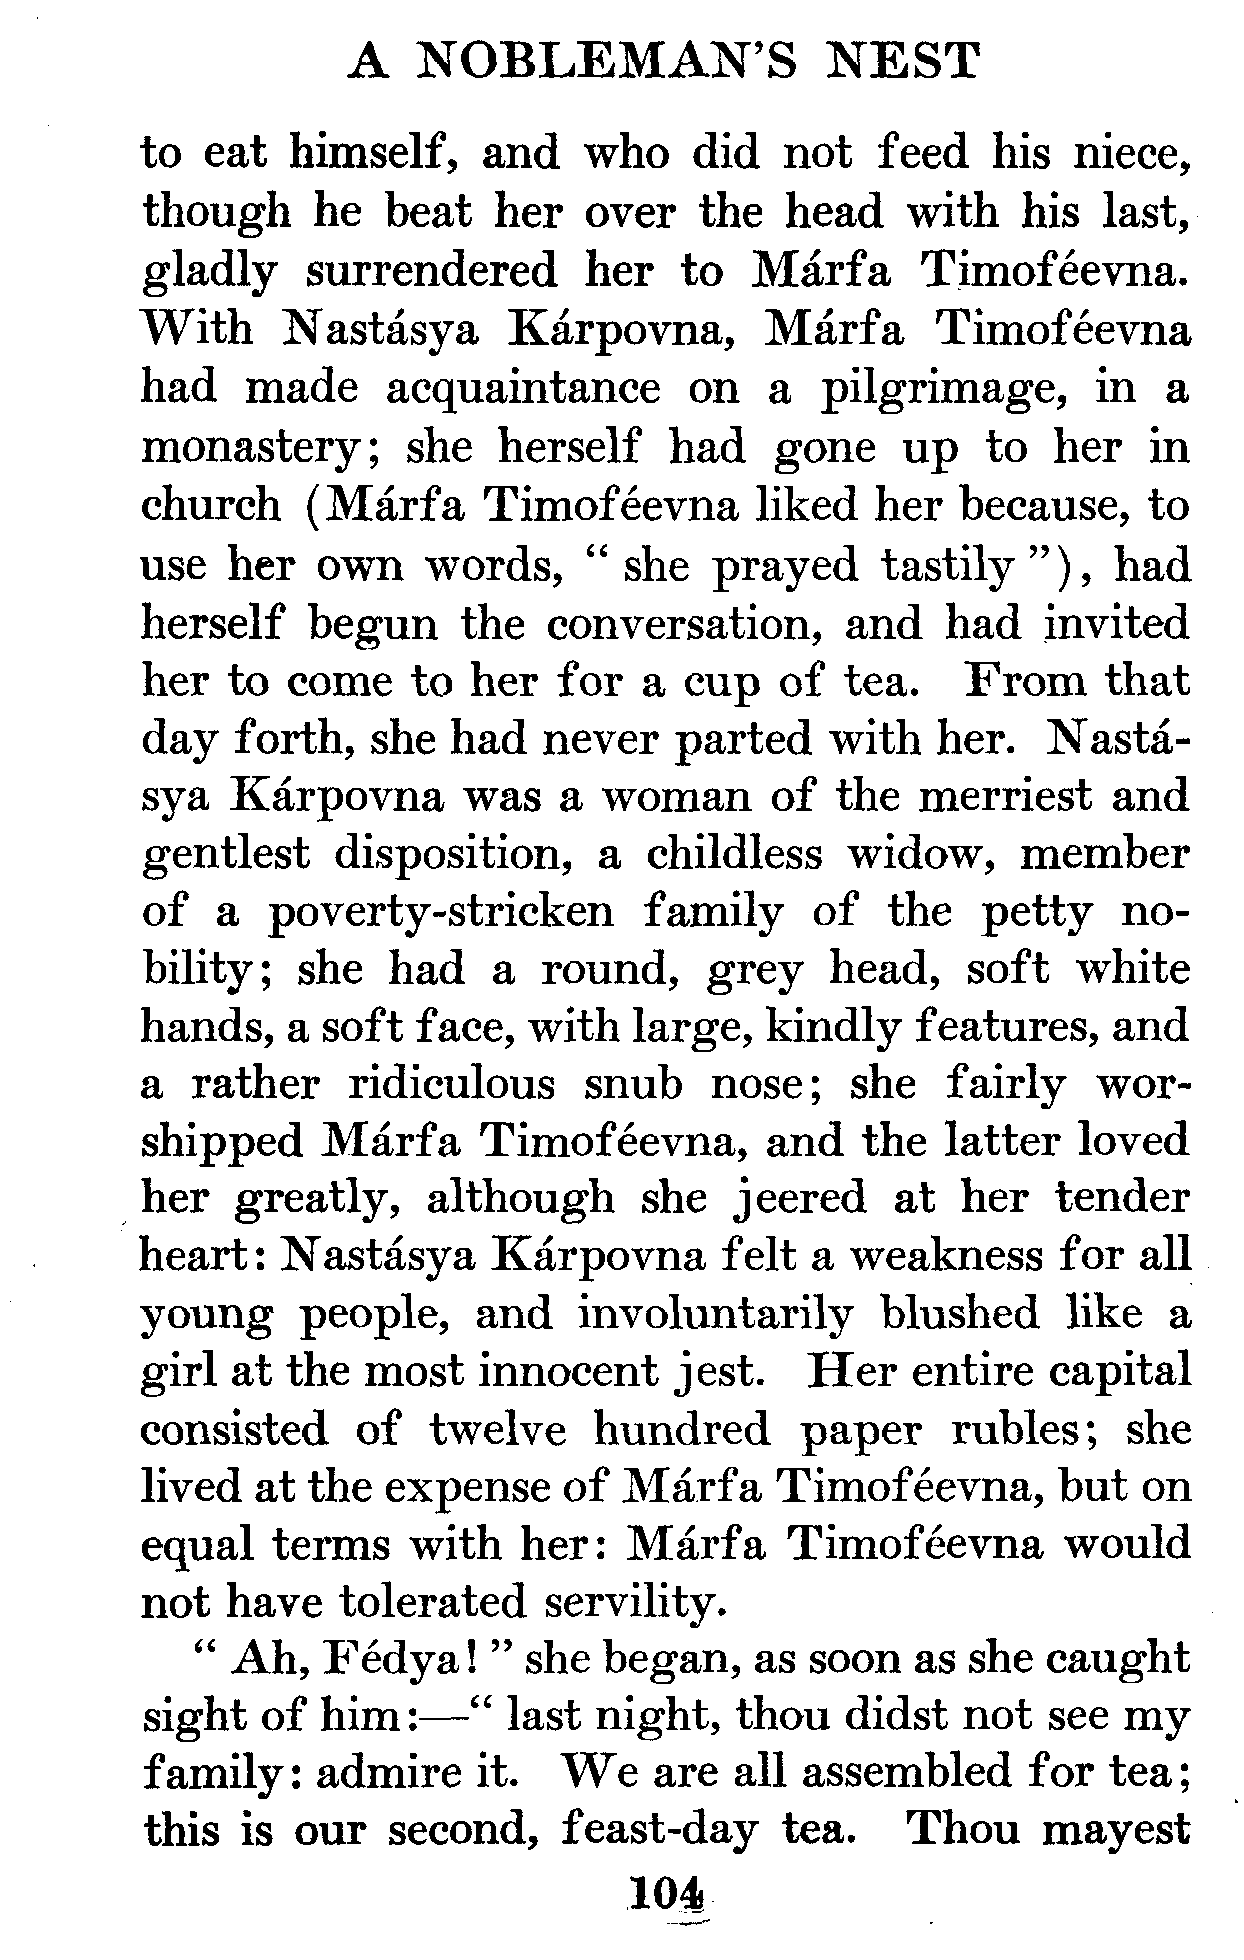 A NOBLEMAN'S NEST
to eat himself, and who did not feed his niece,
though he beat her over the head with his last,
gladly surrendered her to Márfa Timoféevna.
With Nastásya Kárpovna, Márfa Timoféevna
had made acquaintance on a pilgrimage, in a
monastery; she herself had gone up to her in
church (Márfa Timoféevna liked her because, to
use her own words, “ she prayed tastily ”), had
herself begun the conversation, and had invited
her to come to her for a cup of tea. From that
day forth, she had never parted with her. Nastá-
sya Kárpovna was a woman of the merriest and
gentlest disposition, a childless widow, member
of a poverty-stricken family of the petty no-
bility; she had a round, grey head, soft white
hands, a soft face, with large, kindly features, and
a rather ridiculous snub nose; she fairly wor-
shipped Márfa Timoféevna, and the latter loved
her greatly, although she jeered at her tender
heart: Nastásya Kárpovna felt a weakness for all
young people, and involuntarily blushed like a
girl at the most innocent jest. Her entire capital
consisted of twelve hundred paper rubles; she
lived at the expense of Márfa Timoféevna, but on
equal terms with her: Márfa Timoféevna would
not have tolerated servility.
“ Ah, Fédya! ” she began, as soon as she caught
sight of him:—“ last night, thou didst not see my
family: admire it. We are all assembled for tea;
this is our second, feast-day tea. Thou mayest
104